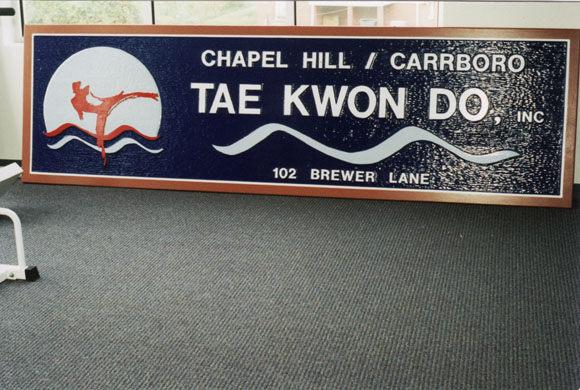 CHAPEL HILL / CARRBORO
TAE KWON DO, INC
102 BREWER LANE